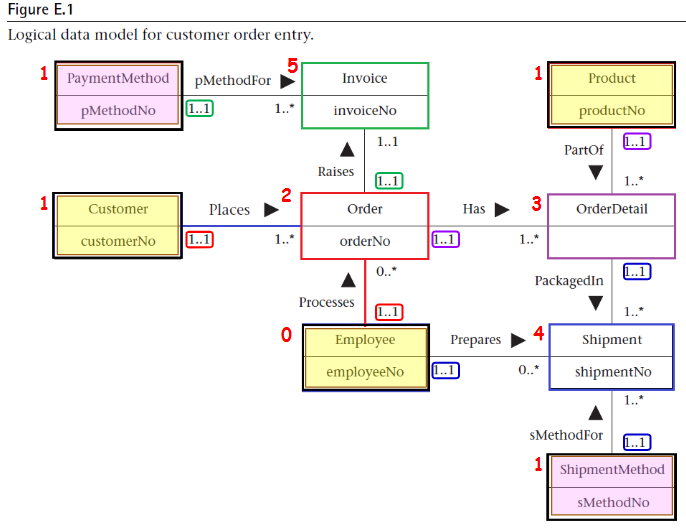 Figure E.1
Logical data model for customer order entry.
1 PaymentMethod pMethodFor 5 Invoice 1 Product
pMethodNo 1..1 1..* invoiceNo productNo
1..1 1..1
PartOf
Raises
1..1 1..*
1 Customer Places 2 Order Has 3 OrderDetail
customerNo 1..1 1..* orderNo 1..1 1..*
0..* 1..1
PackagedIn
Processes
1..1 1..*
0 Employee Prepares 4 Shipment
employeeNo 1..1 0..* shipmentNo
1..*
sMethodFor
1..1
1 ShipmentMethod
sMethodNo